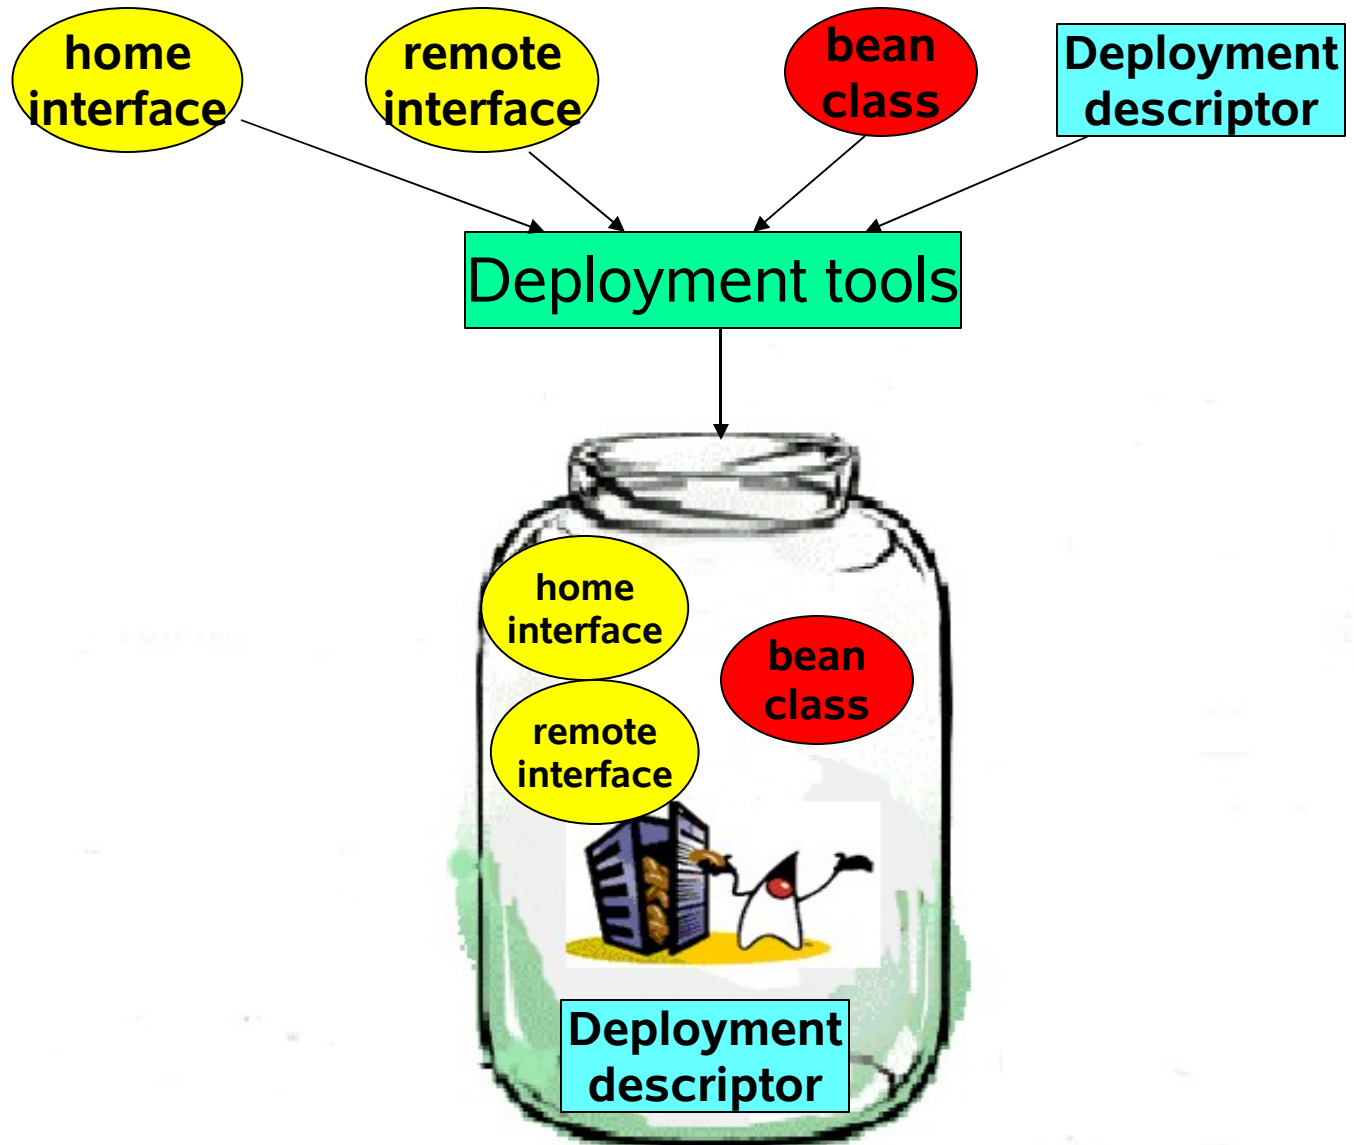 home
interface
remote
interface
bean
class
Deployment
descriptor
Deployment tools
home
interface
bean
class
remote
interface
Deployment
descriptor